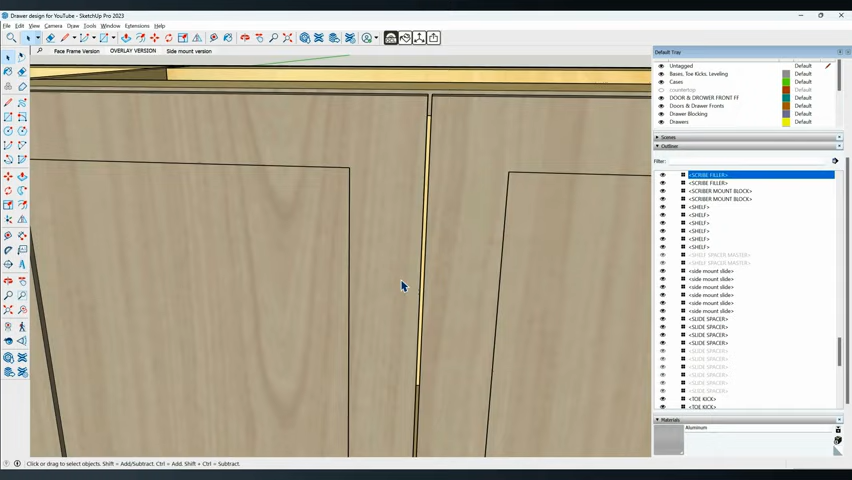 Drawer design for YouTube - SketchUp Pro 2023
File Edit View Camera Draw Tools Window Extensions Help
Face Frame Version OVERLAY VERSION Side mount version
Default Tray
Untagged Default
Bases, Toe Kicks, Leveling Default
Cases Default
countertop Default
DOOR & DROWER FRONT FF Default
Doors & Darwer Fronts Default
Drawer Blocking Default
Drawers Default
Scenes
Outliner
Filter:
<SCRIBE FILLER>
<SCRIBE FILLER>
<SCRIBER MOUNT BLOCK>
<SCRIBER MOUNT BLOCK>
<SHELF>
<SHELF>
<SHELF>
<SHELF>
<SHELF>
<SHELF>
<SHELF SPACER MASTER>
<SHELF SPACER MASTER>
<side mount slide>
<side mount slide>
<side mount slide>
<side mount slide>
<side mount slide>
<side mount slide>
<SLIDE SPACER>
<SLIDE SPACER>
<SLIDE SPACER>
<SLIDE SPACER>
<SLIDE SPACER>
<SLIDE SPACER>
<SLIDE SPACER>
<SLIDE SPACER>
<SLIDE SPACER>
<SLIDE SPACER>
<TOE KICK>
<TOE KICK>
Materials
Aluminum
Click or drag to select objects. Shift = Add/Subtract. Ctrl = Add. Shift + Ctrl = Subtract.